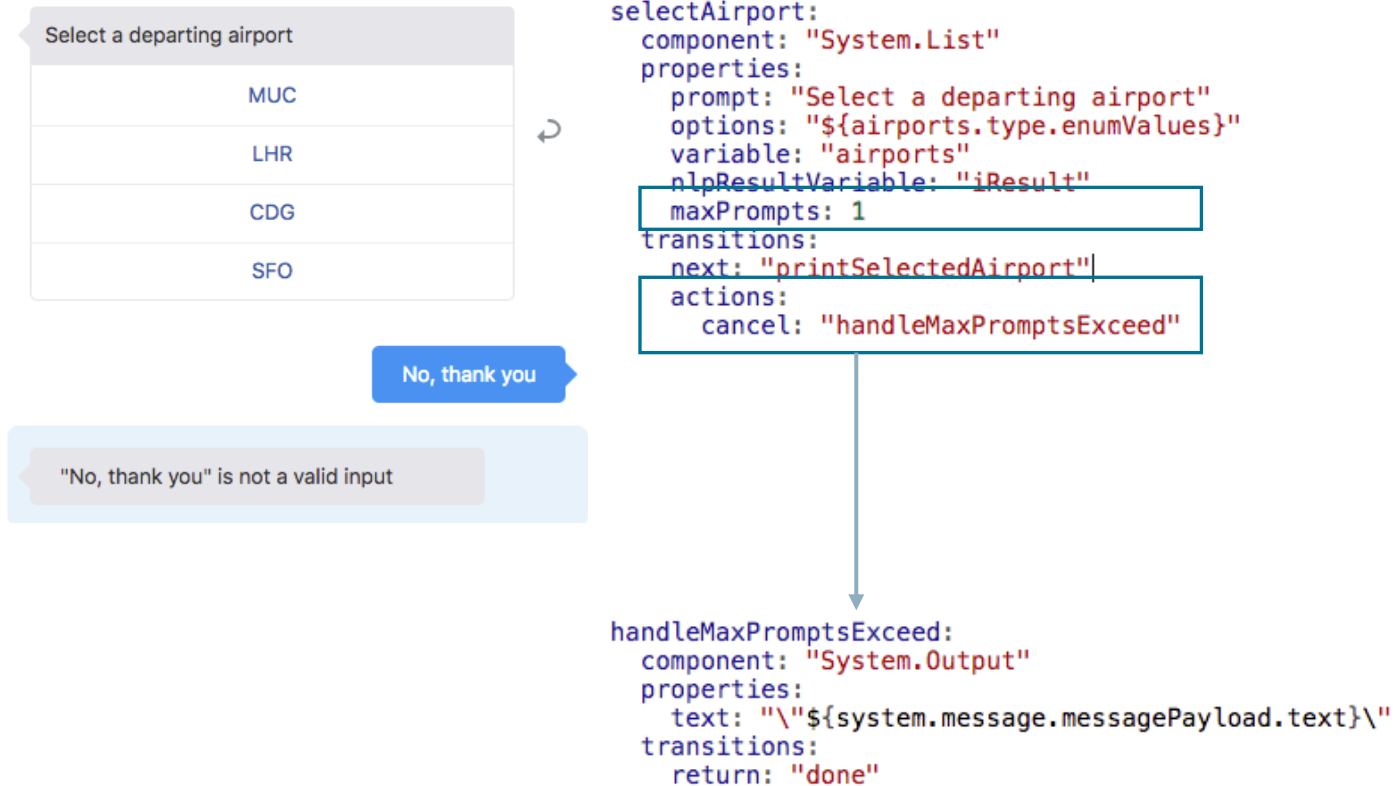 Select a departing airport
MUC
LHR
CDG
SFO
No, thank you
"No, thank you" is not a valid input
selectAirport:
component: "System.List"
properties:
prompt: "Select a departing airport"
options: "${airports.type.enumValues}"
variable: "airports"
nlpResultVariable: "iResult"
maxPrompts: 1
transitions:
next: "printSelectedAirport"
actions:
cancel: "handleMaxPromptsExceed"
handleMaxPromptsExceed:
component: "System.Output"
properties:
text: "\"${system.message.messagePayload.text}\"
transitions:
return: "done"